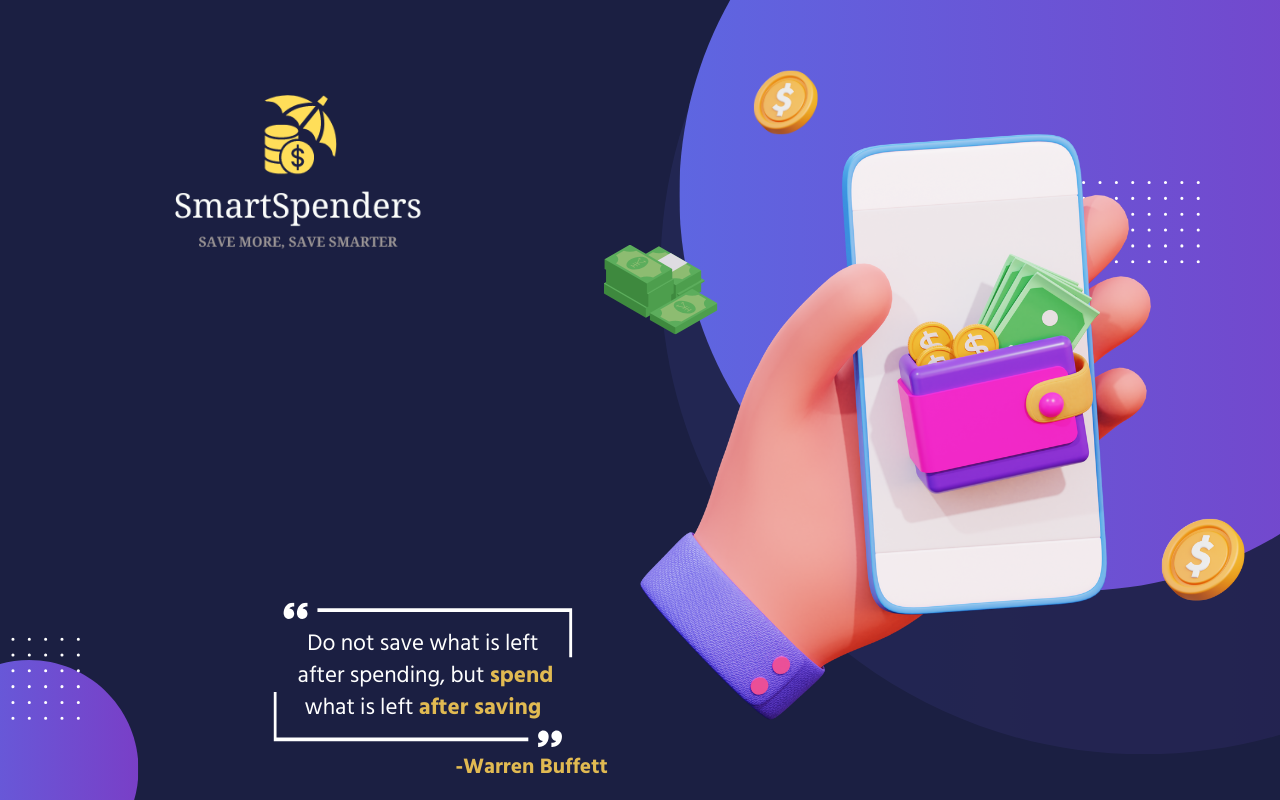 SmartSpenders
SAVE MORE, SAVE SMARTER
❝
Do not save what is left
after spending, but spend
what is left after saving
❞
-Warren Buffett
$
$
$